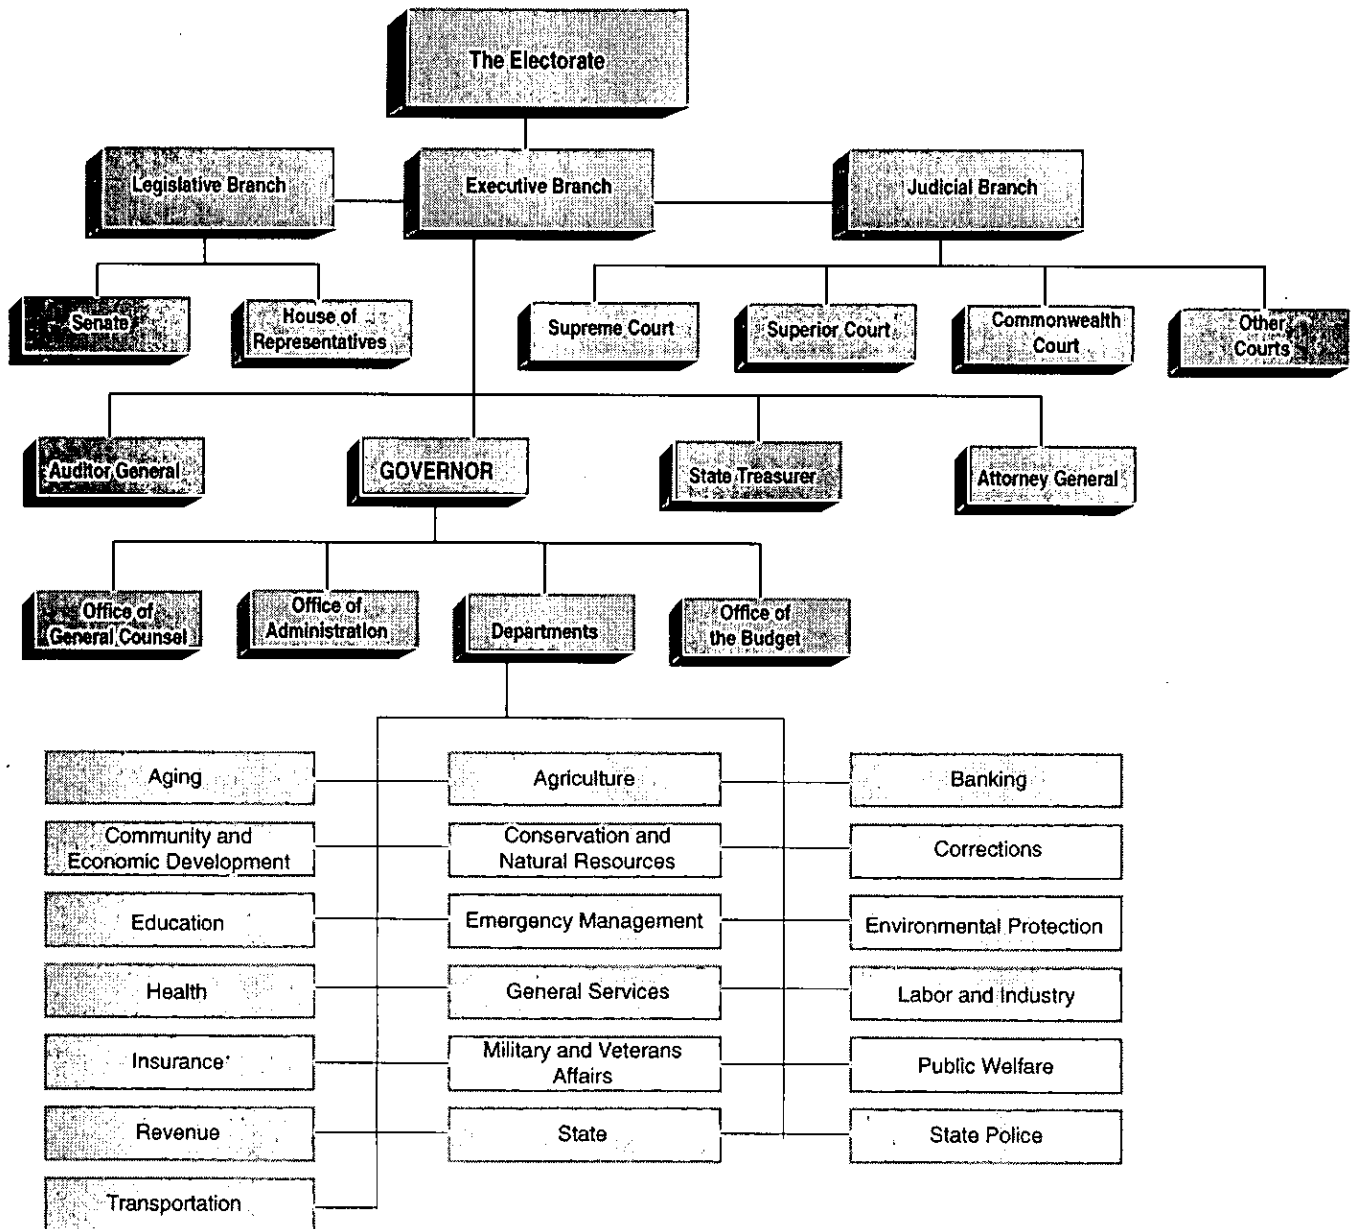 The Electorate
Legislative Branch
Executive Branch
Judicial Branch
Senate
House of
Representatives
Supreme Court
Superior Court
Commonwealth
Court
Other
Courts
Auditor General
GOVERNOR
State Treasurer
Attorney General
Office of
General Counsel
Office of
Administration
Departments
Office of
the Budget
Aging
Agriculture
Banking
Community and
Economic Development
Conservation and
Natural Resources
Corrections
Education
Emergency Management
Environmental Protection
Health
General Services
Labor and Industry
Insurance
Military and Veterans
Affairs
Public Welfare
Revenue
State
State Police
Transportation